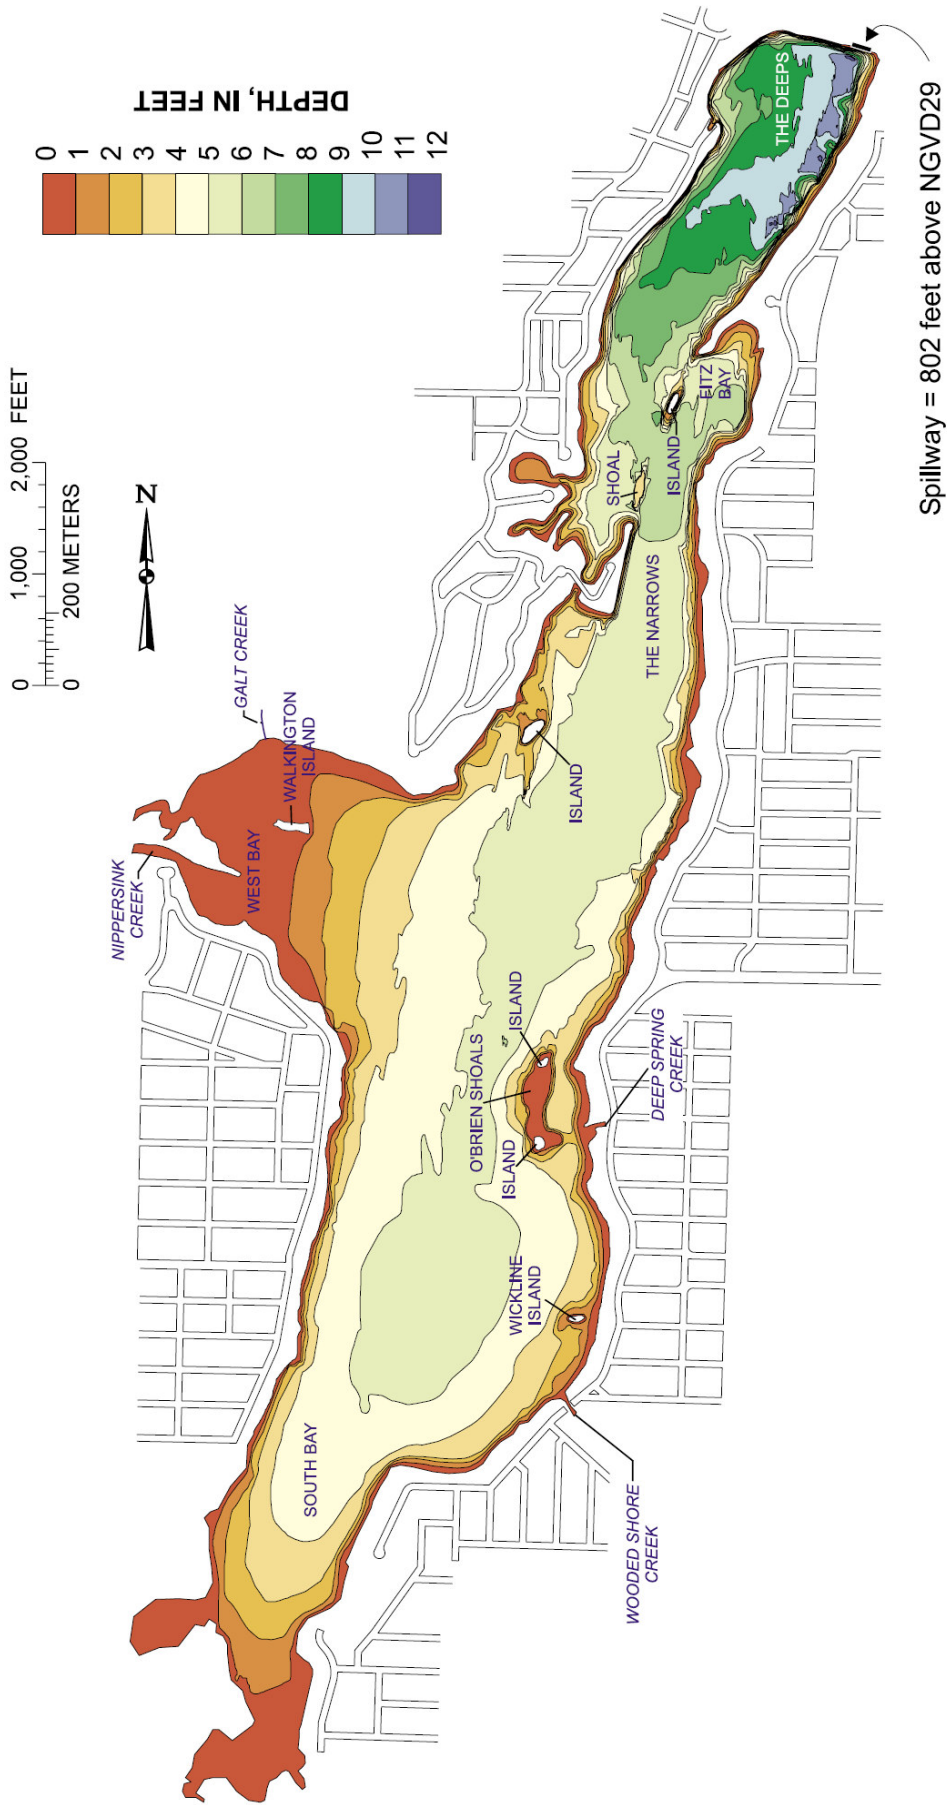 DEPTH, IN FEET
0
1
2
3
4
5
6
7
8
9
10
11
12
0
1,000
2,000 FEET
0
200 METERS
N
Spillway = 802 feet above NGVD29
THE DEEPS
FITZ
BAY
ISLAND
SHOAL
THE NARROWS
ISLAND
GALT CREEK
WALKINGTON
ISLAND
WEST BAY
NIPPERSINK
CREEK
ISLAND
O'BRIEN SHOALS
ISLAND
DEEP SPRING
CREEK
WICKLINE
ISLAND
SOUTH BAY
WOODED SHORE
CREEK